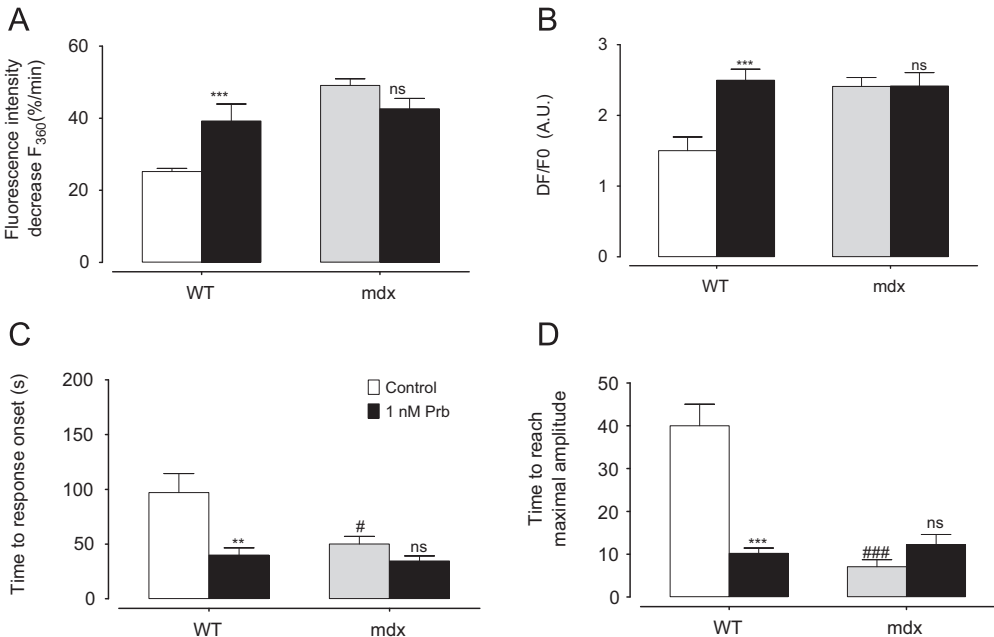 A
Fluorescence intensity
decrease F360(%/min)
60
40
20
0
***
ns
WT
mdx
B
DF/F0 (A.U.)
3
2
1
0
***
ns
WT
mdx
C
Time to response onset (s)
200
150
100
50
0
Control
1 nM Prb
**
#
ns
WT
mdx
D
Time to reach
maximal amplitude
50
40
30
20
10
0
***
###
ns
WT
mdx